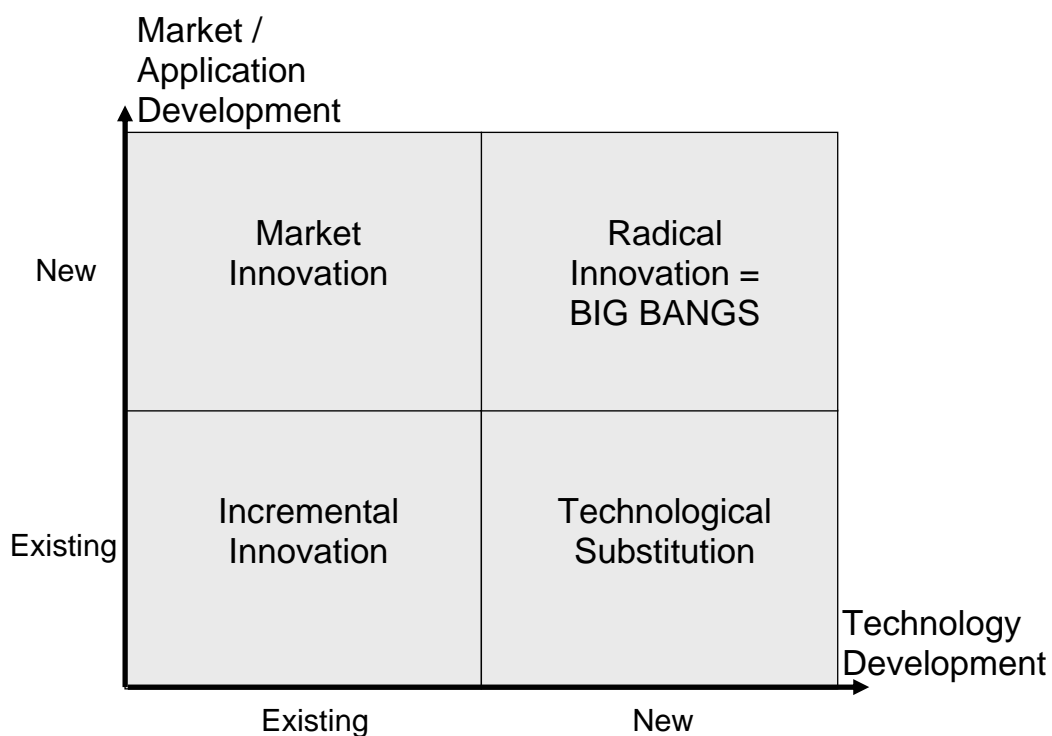 Market /
Application
Development
Market
Innovation
Radical
Innovation =
BIG BANGS
New
Incremental
Innovation
Technological
Substitution
Existing
Technology
Development
Existing
New